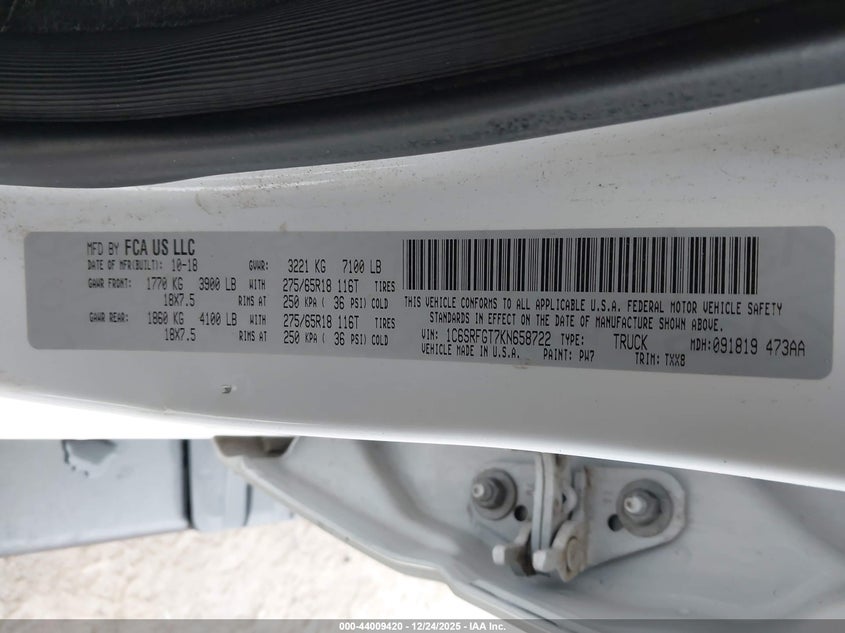 MFD BY FCA US LLC
DATE OF MFR(BUILT): 10-18 GVWR: 3221 KG 7100 LB
GAWR FRONT: 1770 KG 3900 LB WITH 275/65R18 116T TIRES
18X7.5 RIMS AT 250 KPA ( 36 PSI) COLD
GAWR REAR: 1860 KG 4100 LB WITH 275/65R18 116T TIRES
18X7.5 RIMS AT 250 KPA ( 36 PSI) COLD
THIS VEHICLE CONFORMS TO ALL APPLICABLE U.S.A. FEDERAL MOTOR VEHICLE SAFETY
STANDARDS IN EFFECT ON THE DATE OF MANUFACTURE SHOWN ABOVE.
VIN: 1C6SRFGT7KN658722 TYPE: TRUCK MDH: 091819 473AA
VEHICLE MADE IN U.S.A. PAINT: PW7 TRIM: TXX8
000-44009420 - 12/24/2025 - IAA Inc.